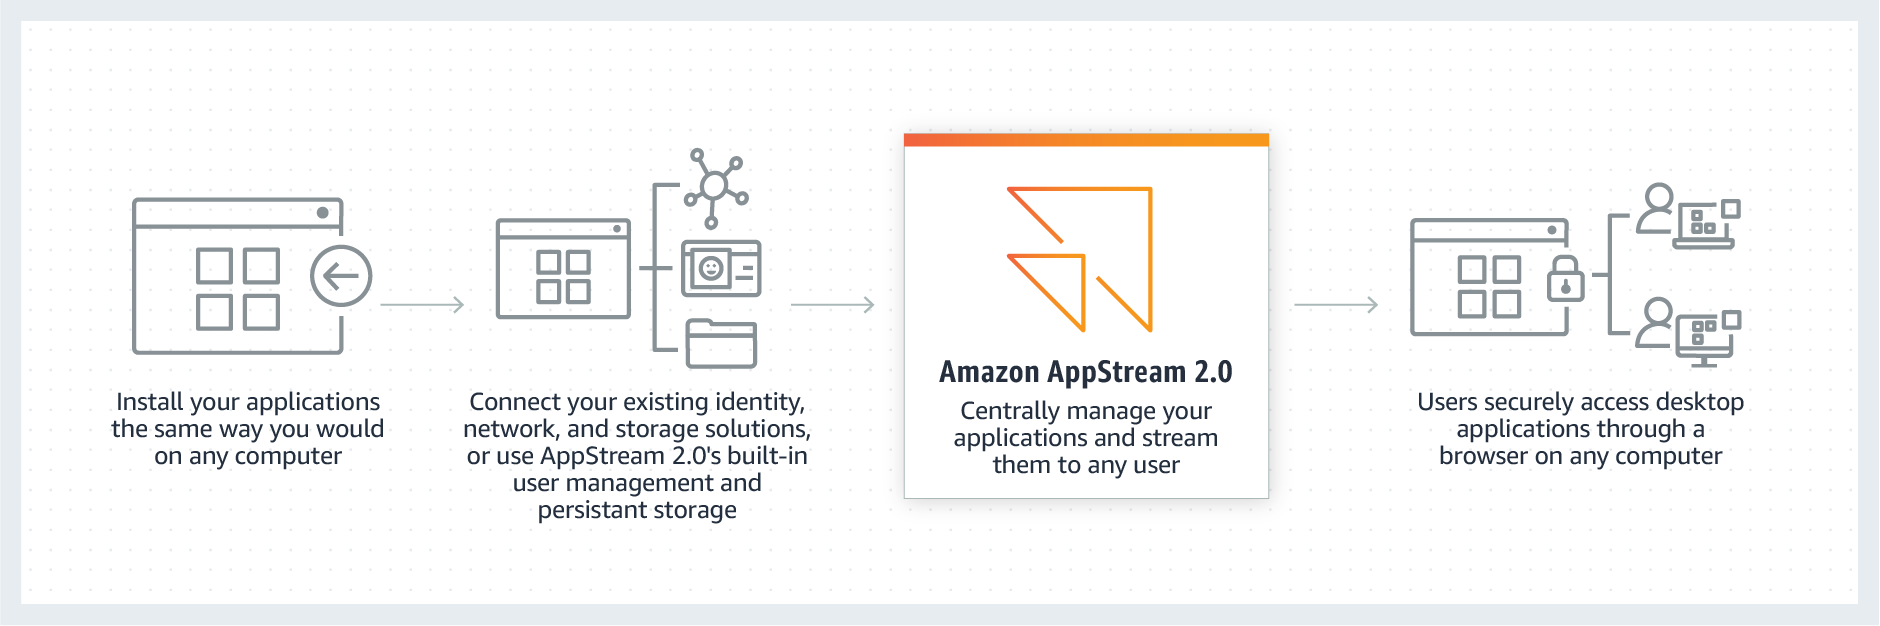 Install your applications
the same way you would
on any computer
Connect your existing identity,
network, and storage solutions,
or use AppStream 2.0's built-in
user management and
persistant storage
Amazon AppStream 2.0
Centrally manage your
applications and stream
them to any user
Users securely access desktop
applications through a
browser on any computer